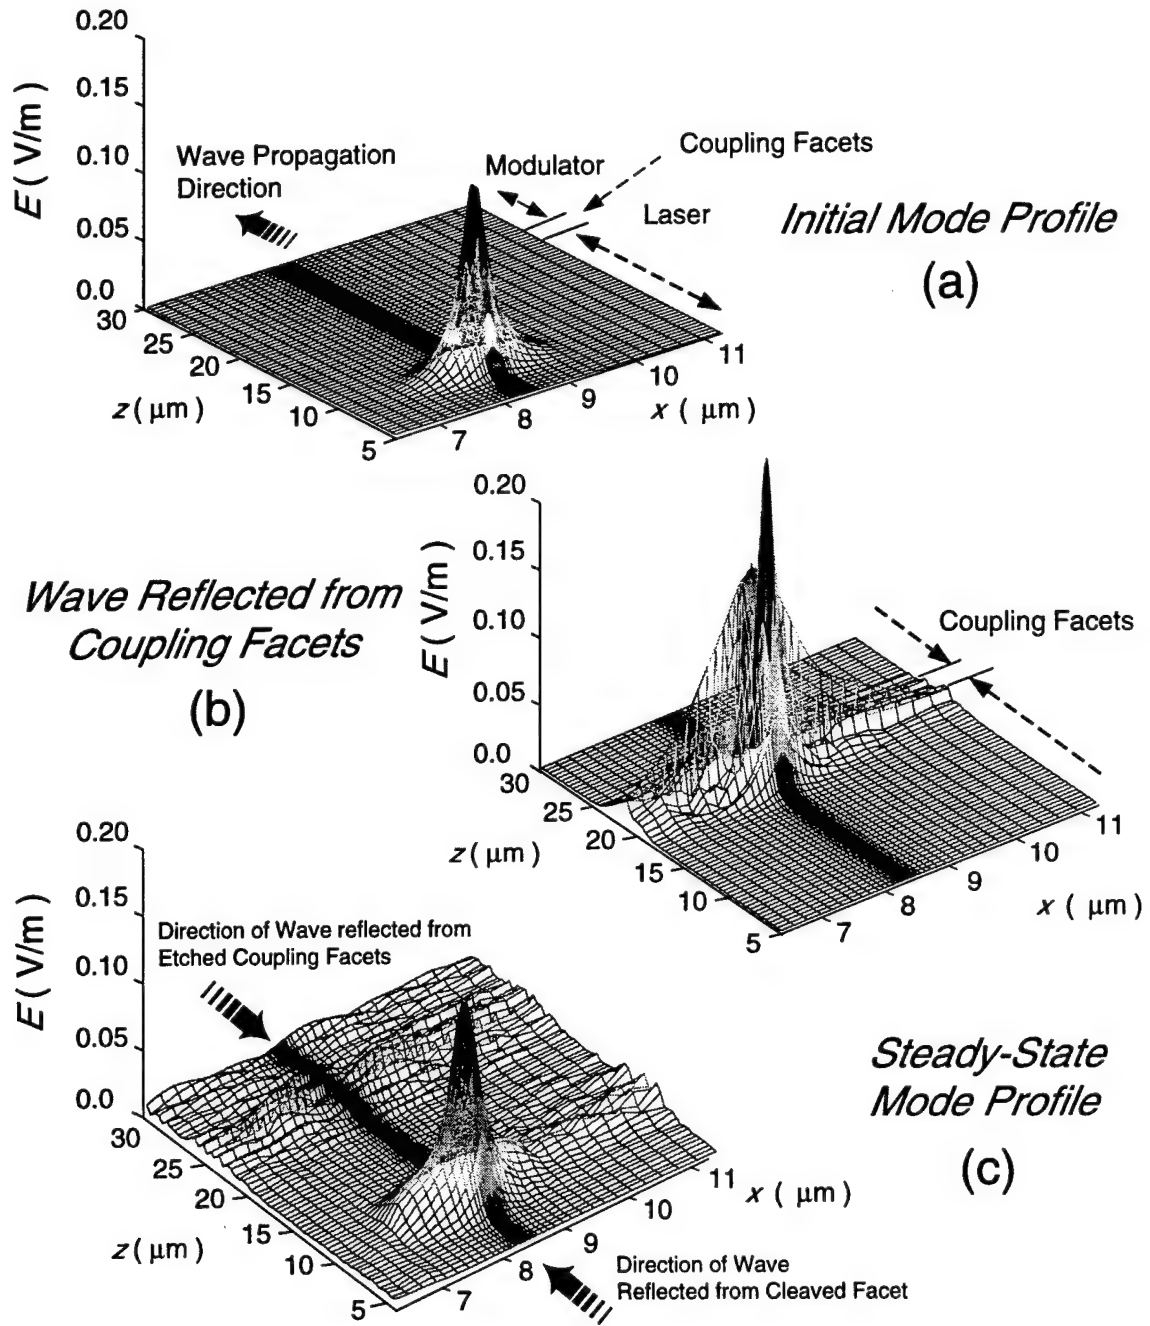 0.20
0.15
0.10
0.05
0.0
E ( V/m )
Wave Propagation
Direction
Modulator
Coupling Facets
Laser
Initial Mode Profile
(a)
30
25
20
15
10
5
z ( μm )
7
8
9
10
11
x ( μm )
0.20
0.15
0.10
0.05
0.0
E ( V/m )
Wave Reflected from
Coupling Facets
(b)
Coupling Facets
30
25
20
15
10
5
z ( μm )
7
8
9
10
11
x ( μm )
0.20
0.15
0.10
0.05
0.0
E ( V/m )
Direction of Wave reflected from
Etched Coupling Facets
Steady-State
Mode Profile
(c)
30
25
20
15
10
5
z ( μm )
7
8
9
10
11
x ( μm )
Direction of Wave
Reflected from Cleaved Facet